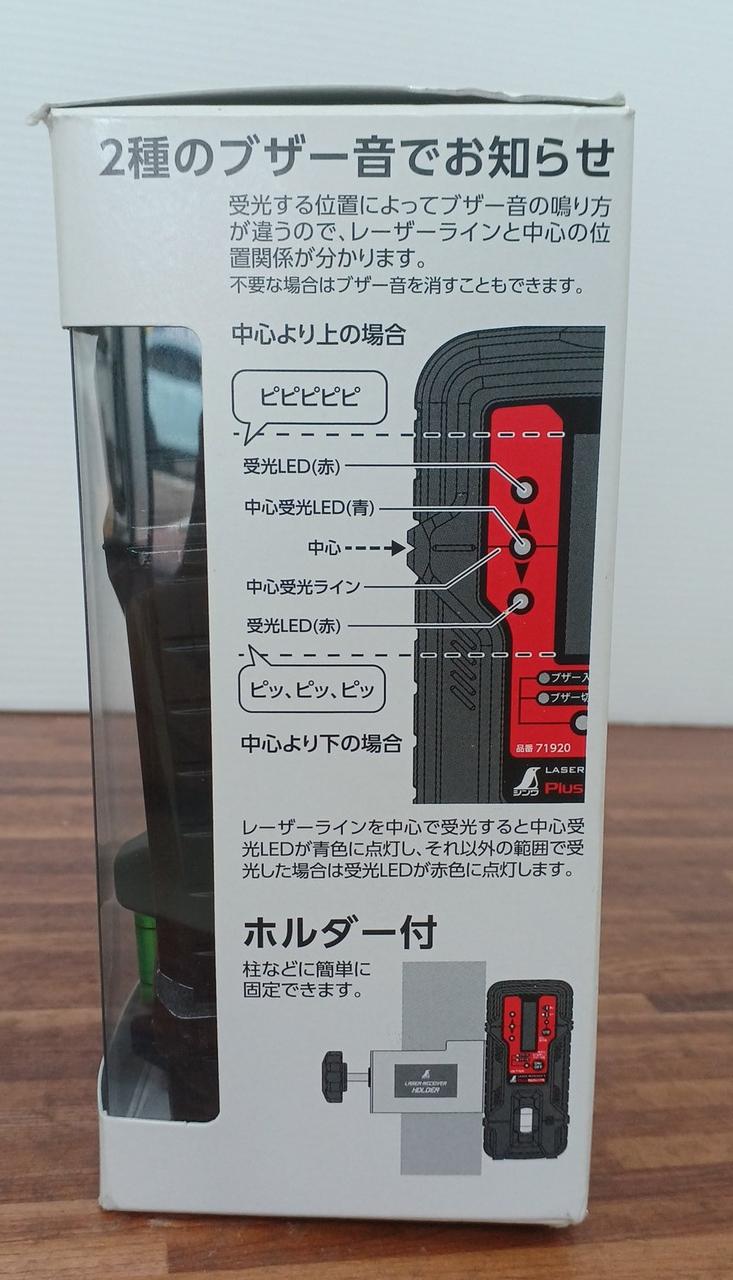 2種のブザー音でお知らせ
受光する位置によってブザー音の鳴り方
が違うので、レーザーラインと中心の位
置関係が分かります。
不要な場合はブザー音を消すこともできます。
中心より上の場合
ピピピピピ
受光LED(赤)
中心受光LED(青)
中心
中心受光ライン
受光LED(赤)
ピッ、ピッ、ピッ
ブザー入
ブザー切
中心より下の場合
品番 71920
シンワ
LASER
Plus
レーザーラインを中心で受光すると中心受
光LEDが青色に点灯し、それ以外の範囲で受
光した場合は受光LEDが赤色に点灯します。
ホルダー付
柱などに簡単に
固定できます。
LASER RECEIVER
HOLDER